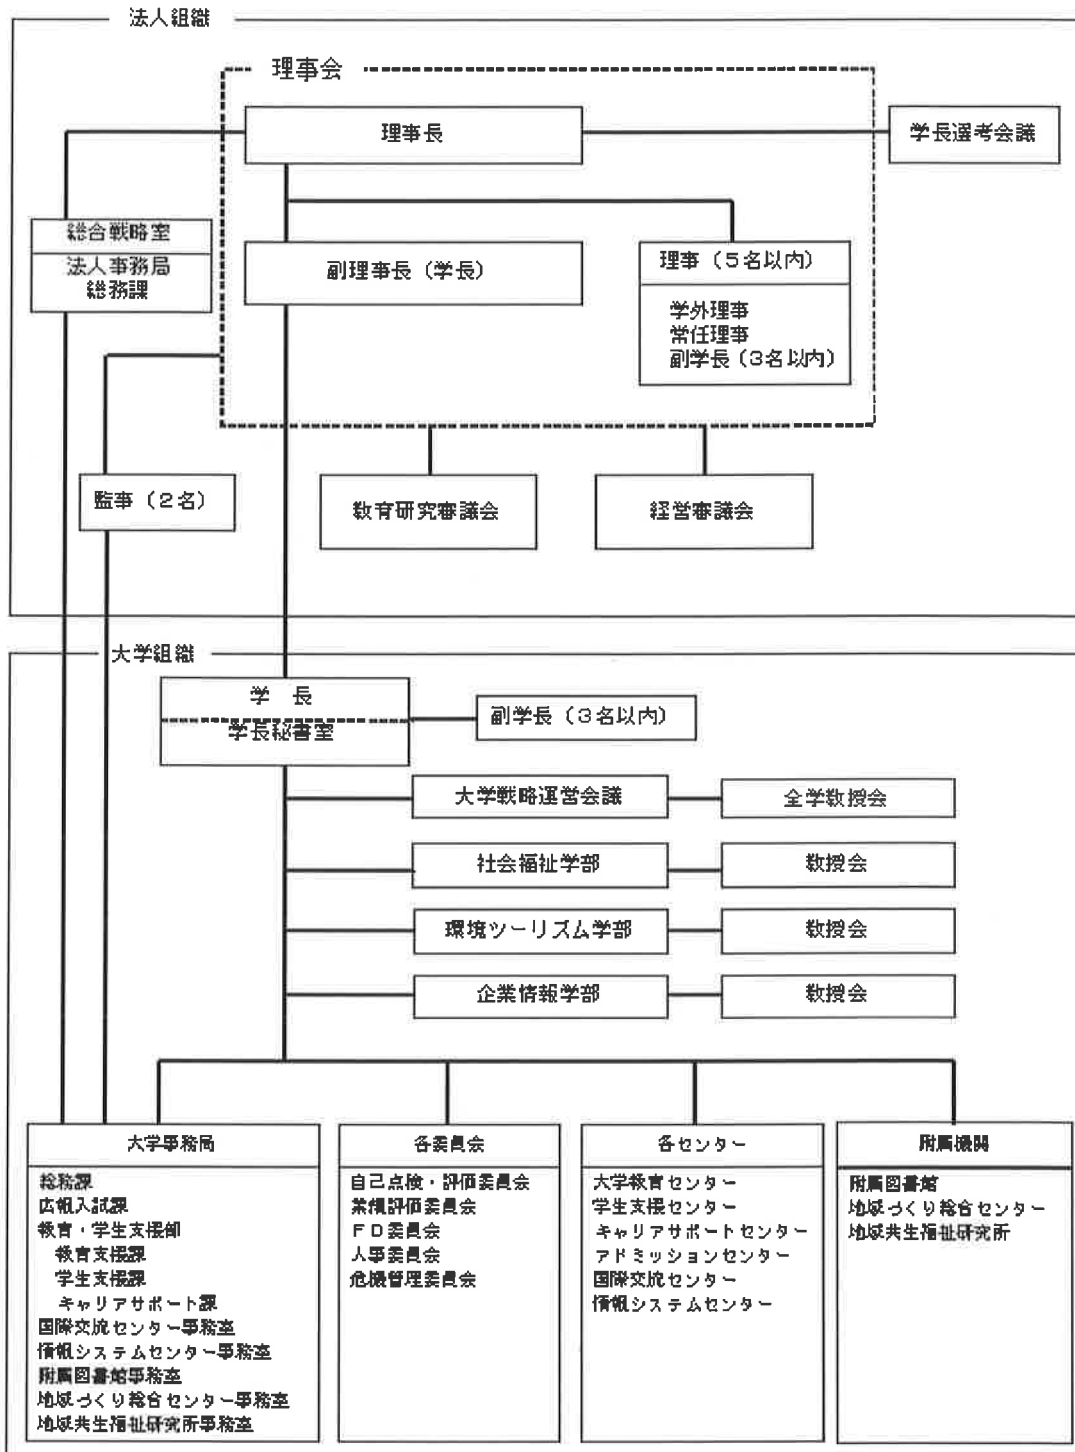 法人組織
理事会
理事長
学長選考会議
総合戦略室
法人事務局
総務課
副理事長（学長）
理事（５名以内）
学外理事
常任理事
副学長（３名以内）
監事（２名）
教育研究審議会
経営審議会
大学組織
学　長
学長秘書室
副学長（３名以内）
大学戦略運営会議
全学教授会
社会福祉学部
教授会
環境ツーリズム学部
教授会
企業情報学部
教授会
大学事務局
総務課
広報入試課
教育・学生支援部
教育支援課
学生支援課
キャリアサポート課
国際交流センター事務室
情報システムセンター事務室
附属図書館事務室
地域づくり総合センター事務室
地域共生福祉研究所事務室
各委員会
自己点検・評価委員会
業績評価委員会
ＦＤ委員会
人事委員会
危機管理委員会
各センター
大学教育センター
学生支援センター
キャリアサポートセンター
アドミッションセンター
国際交流センター
情報システムセンター
附属機関
附属図書館
地域づくり総合センター
地域共生福祉研究所